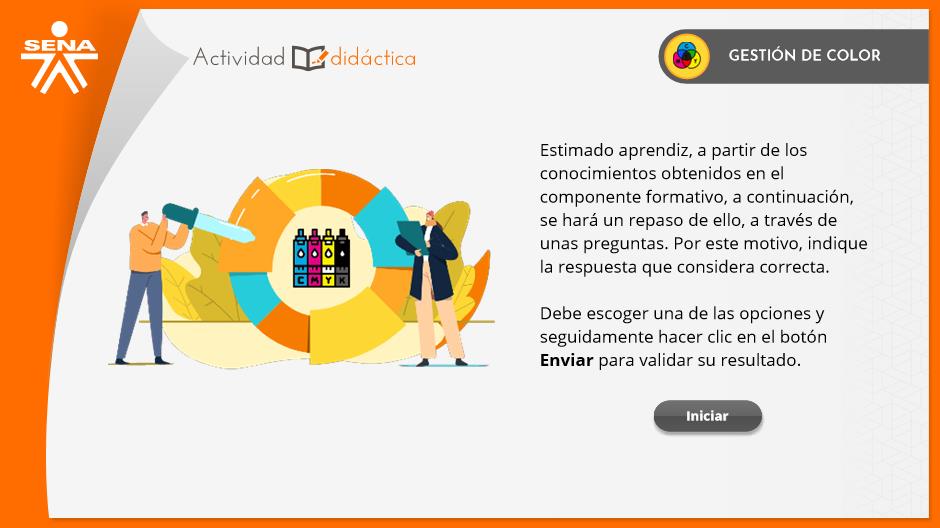 SENA
Actividad didáctica
GESTIÓN DE COLOR
Estimado aprendiz, a partir de los
conocimientos obtenidos en el
componente formativo, a continuación,
se hará un repaso de ello, a través de
unas preguntas. Por este motivo, indique
la respuesta que considera correcta.
Debe escoger una de las opciones y
seguidamente hacer clic en el botón
Enviar para validar su resultado.
Iniciar
C M Y K